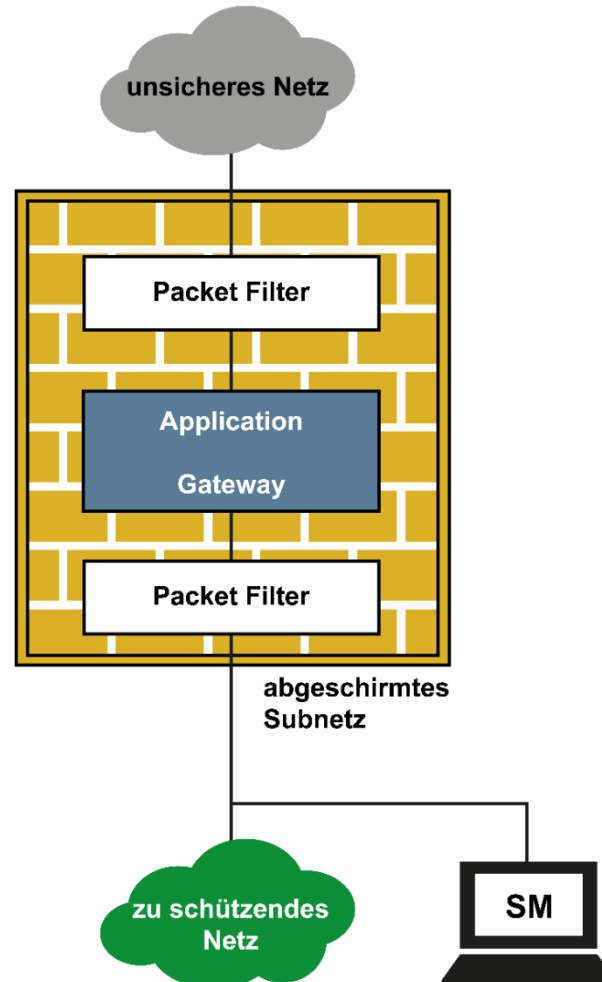 unsicheres Netz
Packet Filter
Application
Gateway
Packet Filter
abgeschirmtes
Subnetz
zu schützendes
Netz
SM